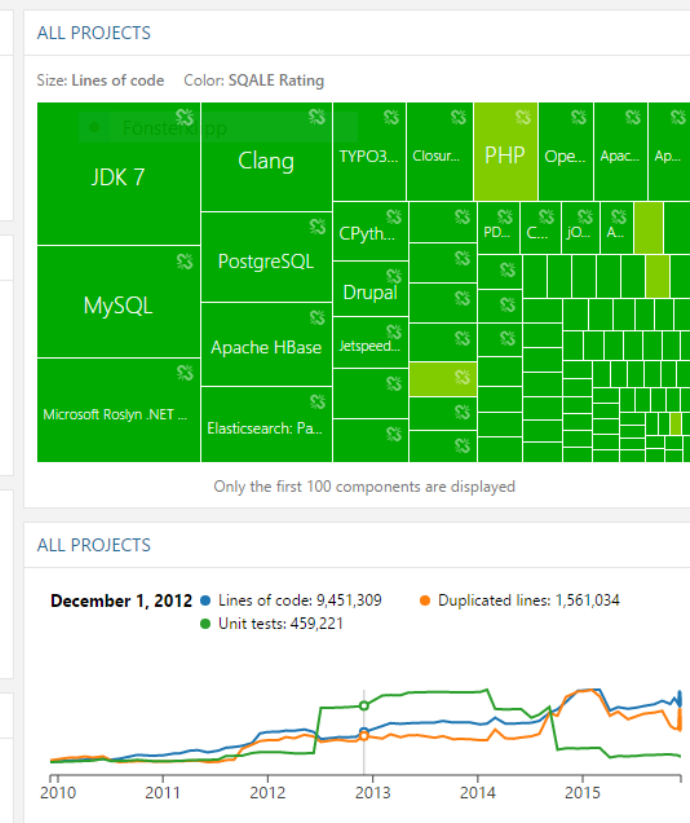 ALL PROJECTS
Size: Lines of code Color: SQALE Rating
Fönsterklipp
JDK 7
Clang
TYPO3...
Closur...
PHP
Ope...
Apac...
Ap...
CPyth...
PD...
C...
jO...
A...
PostgreSQL
MySQL
Drupal
Apache HBase
Jetspeed...
Microsoft Roslyn .NET ...
Elasticsearch: Pa...
Only the first 100 components are displayed
ALL PROJECTS
December 1, 2012 Lines of code: 9,451,309 Duplicated lines: 1,561,034
Unit tests: 459,221
2010 2011 2012 2013 2014 2015